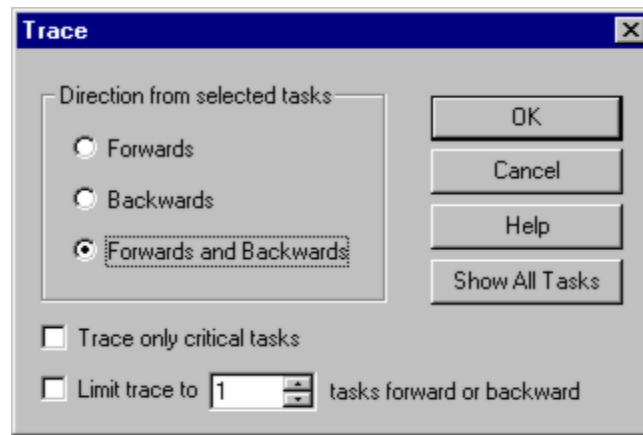 Trace
Direction from selected tasks
Forwards
Backwards
Forwards and Backwards
OK
Cancel
Help
Show All Tasks
Trace only critical tasks
Limit trace to 1 tasks forward or backward